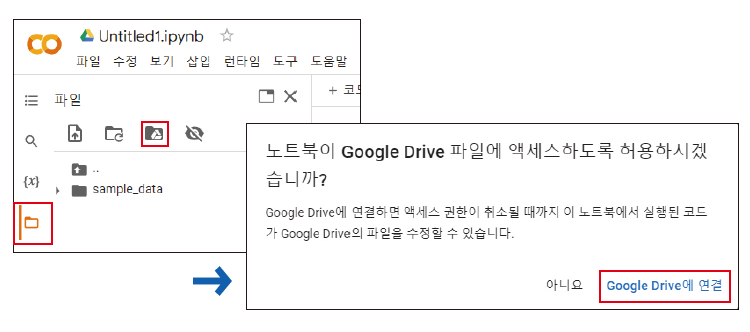 Untitled1.ipynb
파일 수정 보기 삽입 런타임 도구 도움말
파일
+ 코드
{x}
..
sample_data
노트북이 Google Drive 파일에 액세스하도록 허용하시겠
습니까?
Google Drive에 연결하면 액세스 권한이 취소될 때까지 이 노트북에서 실행된 코드
가 Google Drive의 파일을 수정할 수 있습니다.
아니요 Google Drive에 연결